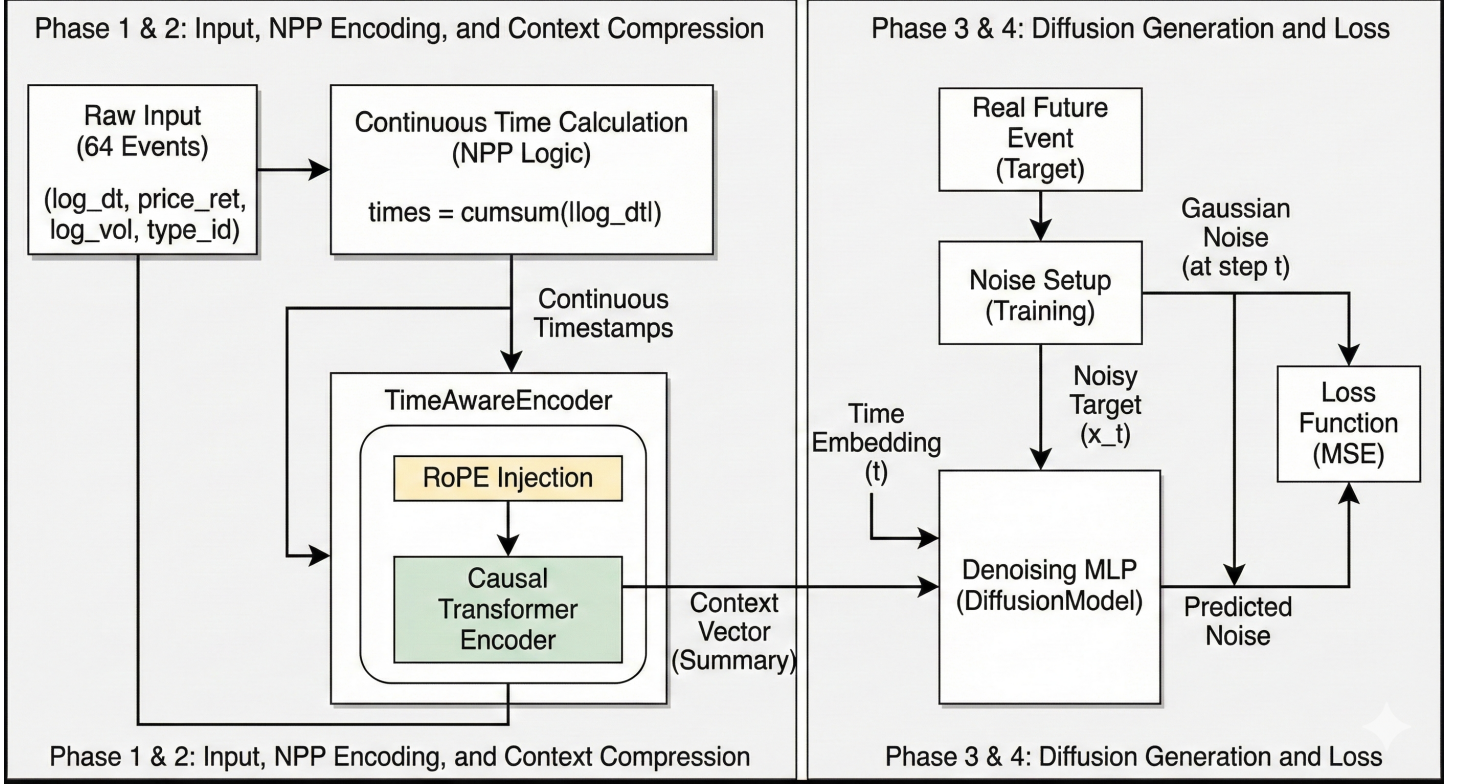 Phase 1 & 2: Input, NPP Encoding, and Context Compression
Raw Input
(64 Events)
(log_dt, price_ret,
log_vol, type_id)
Continuous Time Calculation
(NPP Logic)
times = cumsum(|log_dt|)
Continuous
Timestamps
TimeAwareEncoder
RoPE Injection
Causal
Transformer
Encoder
Context
Vector
(Summary)
Phase 1 & 2: Input, NPP Encoding, and Context Compression
Phase 3 & 4: Diffusion Generation and Loss
Real Future
Event
(Target)
Noise Setup
(Training)
Gaussian
Noise
(at step t)
Noisy
Target
(x_t)
Time
Embedding
(t)
Loss
Function
(MSE)
Denoising MLP
(DiffusionModel)
Predicted
Noise
Phase 3 & 4: Diffusion Generation and Loss